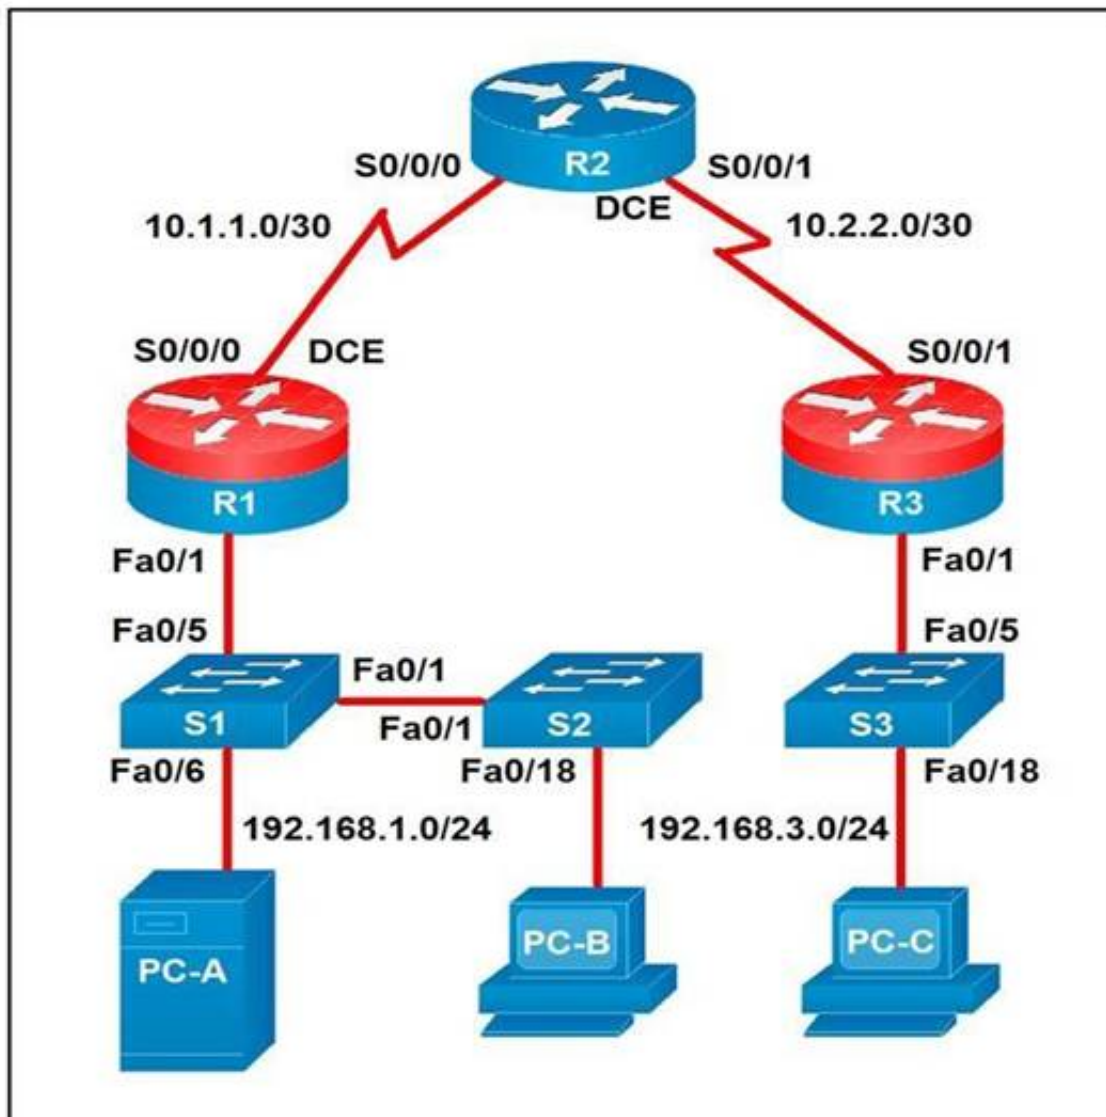 R2
S0/0/0
S0/0/1
DCE
10.1.1.0/30
10.2.2.0/30
S0/0/0
DCE
S0/0/1
R1
R3
Fa0/1
Fa0/1
Fa0/5
Fa0/5
Fa0/1
S1
Fa0/1
S2
S3
Fa0/6
Fa0/18
Fa0/18
192.168.1.0/24
192.168.3.0/24
PC-A
PC-B
PC-C